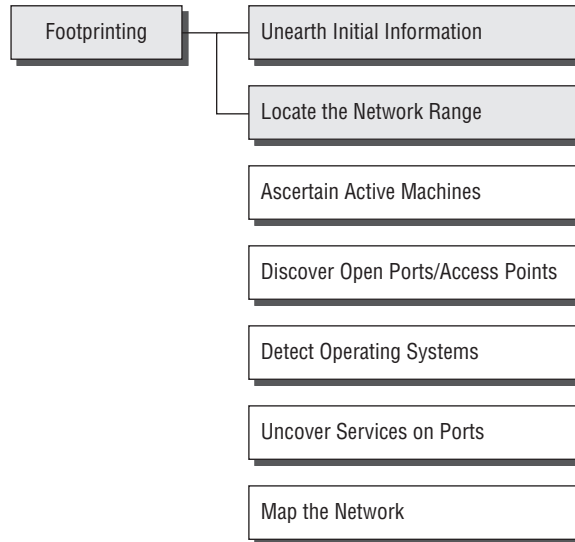 Footprinting
Unearth Initial Information
Locate the Network Range
Ascertain Active Machines
Discover Open Ports/Access Points
Detect Operating Systems
Uncover Services on Ports
Map the Network